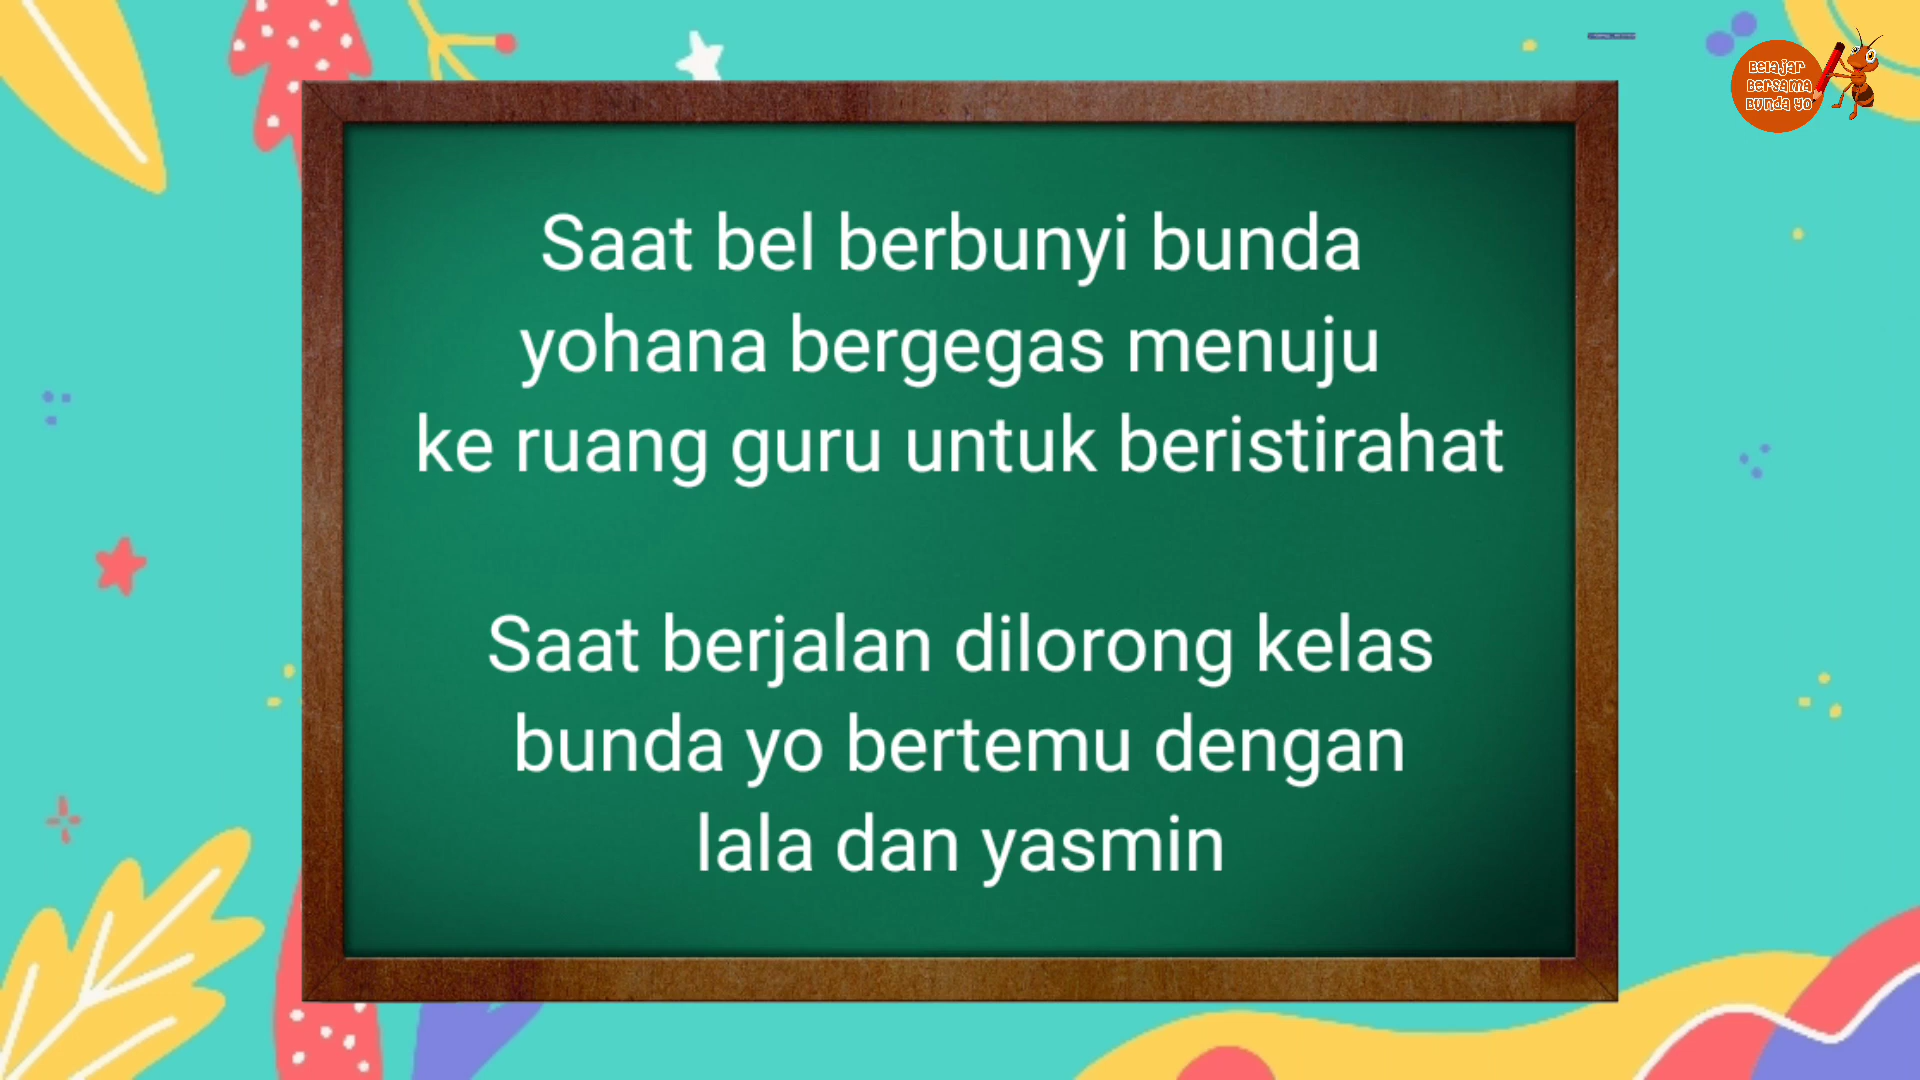 Belajar
Bersama
Bunda Yo
Saat bel berbunyi bunda
yohana bergegas menuju
ke ruang guru untuk beristirahat
Saat berjalan dilorong kelas
bunda yo bertemu dengan
lala dan yasmin